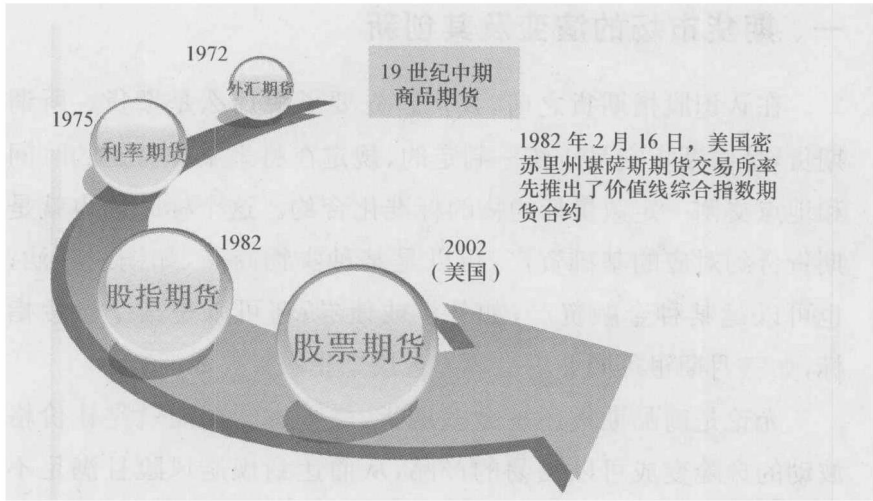 1972
外汇期货
19 世纪中期
商品期货
1975
利率期货
1982 年 2 月 16 日，美国密
苏里州堪萨斯期货交易所率
先推出了价值线综合指数期
货合约
1982
股指期货
2002
（美国）
股票期货